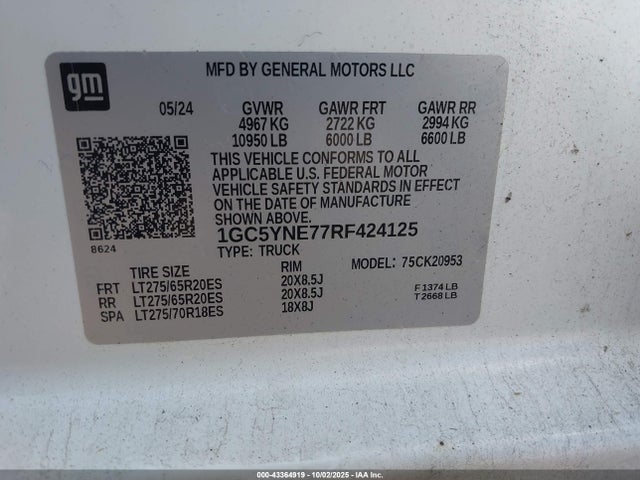 gm
MFD BY GENERAL MOTORS LLC
05/24 GVWR GAWR FRT GAWR RR
4967 KG 2722 KG 2994 KG
10950 LB 6000 LB 6600 LB
THIS VEHICLE CONFORMS TO ALL
APPLICABLE U.S. FEDERAL MOTOR
VEHICLE SAFETY STANDARDS IN EFFECT
ON THE DATE OF MANUFACTURE
SHOWN ABOVE.
8624
1GC5YNE77RF424125
TYPE: TRUCK
MODEL: 75CK20953
TIRE SIZE RIM
FRT LT275/65R20ES 20X8.5J F 1374 LB
RR LT275/65R20ES 20X8.5J T 2668 LB
SPA LT275/70R18ES 18X8J
000-43364919 | 10/02/2025 | IAA Inc.